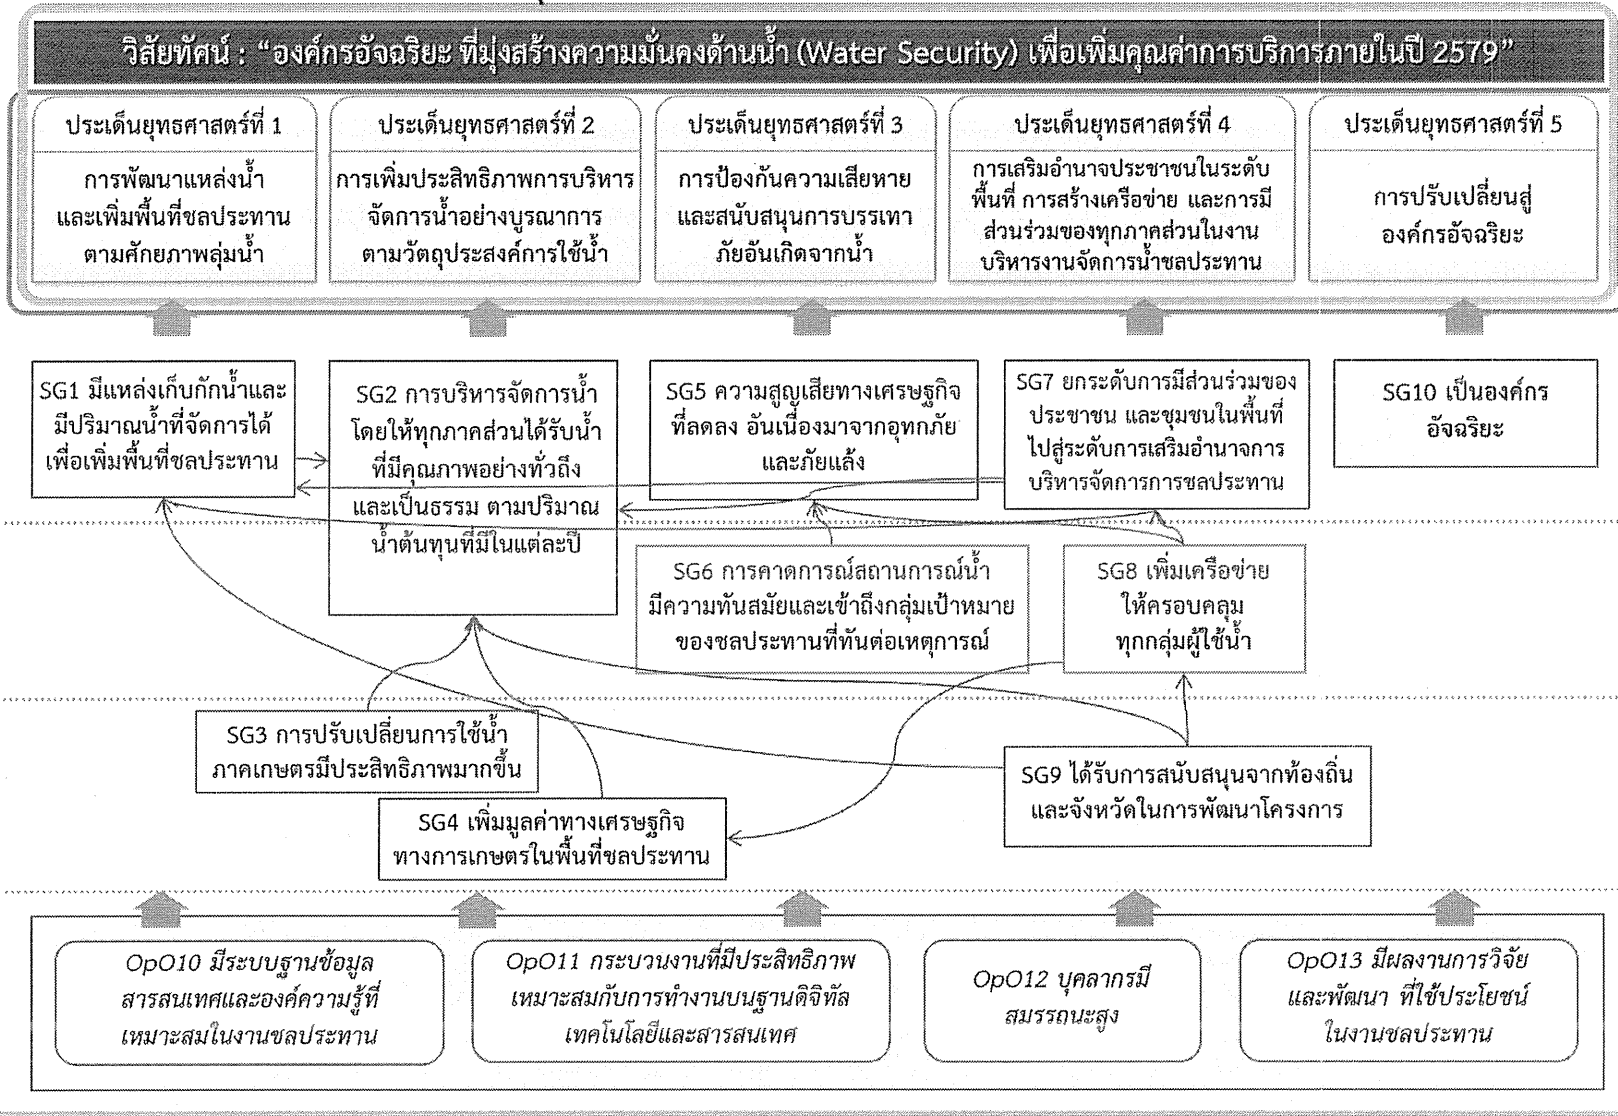 วิสัยทัศน์ : “องค์กรอัจฉริยะ ที่มุ่งสร้างความมั่นคงด้านน้ำ (Water Security) เพื่อเพิ่มคุณค่าการบริการภายในปี 2579”
ประเด็นยุทธศาสตร์ที่ 1
การพัฒนาแหล่งน้ำ
และเพิ่มพื้นที่ชลประทาน
ตามศักยภาพลุ่มน้ำ
ประเด็นยุทธศาสตร์ที่ 2
การเพิ่มประสิทธิภาพการบริหาร
จัดการน้ำอย่างบูรณาการ
ตามวัตถุประสงค์การใช้น้ำ
ประเด็นยุทธศาสตร์ที่ 3
การป้องกันความเสียหาย
และสนับสนุนการบรรเทา
ภัยอันเกิดจากน้ำ
ประเด็นยุทธศาสตร์ที่ 4
การเสริมอำนาจประชาชนในระดับ
พื้นที่ การสร้างเครือข่าย และการมี
ส่วนร่วมของทุกภาคส่วนในงาน
บริหารงานจัดการน้ำชลประทาน
ประเด็นยุทธศาสตร์ที่ 5
การปรับเปลี่ยนสู่
องค์กรอัจฉริยะ
SG1 มีแหล่งเก็บกักน้ำและ
มีปริมาณน้ำที่จัดการได้
เพื่อเพิ่มพื้นที่ชลประทาน
SG2 การบริหารจัดการน้ำ
โดยให้ทุกภาคส่วนได้รับน้ำ
ที่มีคุณภาพอย่างทั่วถึง
และเป็นธรรม ตามปริมาณ
น้ำต้นทุนที่มีในแต่ละปี
SG5 ความสูญเสียทางเศรษฐกิจ
ที่ลดลง อันเนื่องมาจากอุทกภัย
และภัยแล้ง
SG7 ยกระดับการมีส่วนร่วมของ
ประชาชน และชุมชนในพื้นที่
ไปสู่ระดับการเสริมอำนาจการ
บริหารจัดการการชลประทาน
SG10 เป็นองค์กร
อัจฉริยะ
SG6 การคาดการณ์สถานการณ์น้ำ
มีความทันสมัยและเข้าถึงกลุ่มเป้าหมาย
ของชลประทานที่ทันต่อเหตุการณ์
SG8 เพิ่มเครือข่าย
ให้ครอบคลุม
ทุกกลุ่มผู้ใช้น้ำ
SG3 การปรับเปลี่ยนการใช้น้ำ
ภาคเกษตรมีประสิทธิภาพมากขึ้น
SG9 ได้รับการสนับสนุนจากท้องถิ่น
และจังหวัดในการพัฒนาโครงการ
SG4 เพิ่มมูลค่าทางเศรษฐกิจ
ทางการเกษตรในพื้นที่ชลประทาน
OpO10 มีระบบฐานข้อมูล
สารสนเทศและองค์ความรู้ที่
เหมาะสมในงานชลประทาน
OpO11 กระบวนงานที่มีประสิทธิภาพ
เหมาะสมกับการทำงานบนฐานดิจิทัล
เทคโนโลยีและสารสนเทศ
OpO12 บุคลากรมี
สมรรถนะสูง
OpO13 มีผลงานการวิจัย
และพัฒนา ที่ใช้ประโยชน์
ในงานชลประทาน